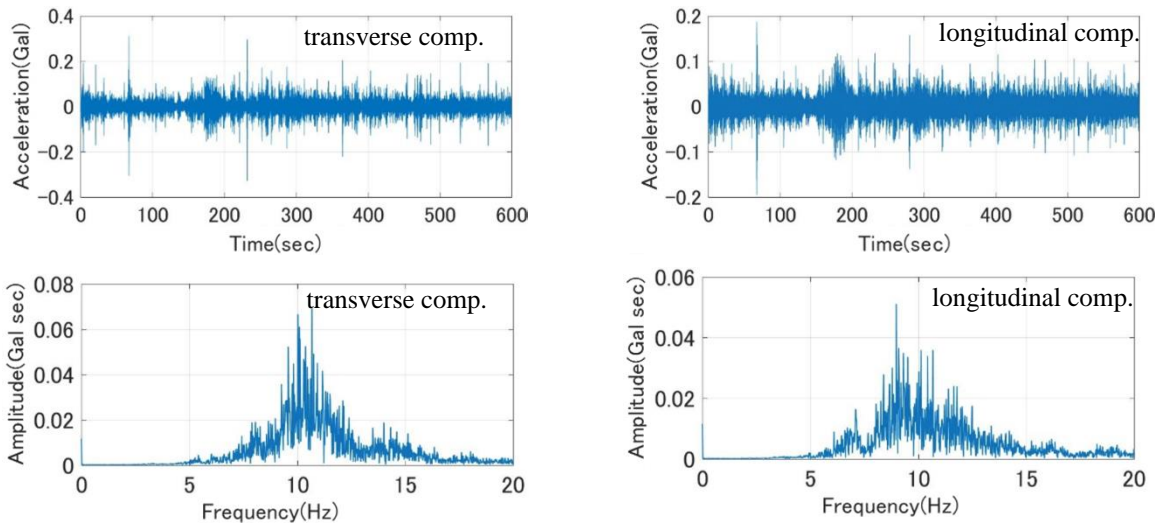 transverse comp.
Acceleration(Gal)
0.4
0.2
0
−0.2
−0.4
0 100 200 300 400 500 600
Time(sec)
longitudinal comp.
Acceleration(Gal)
0.2
0.1
0
−0.1
−0.2
0 100 200 300 400 500 600
Time(sec)
transverse comp.
Amplitude(Gal sec)
0.08
0.06
0.04
0.02
0
0 5 10 15 20
Frequency(Hz)
longitudinal comp.
Amplitude(Gal sec)
0.06
0.04
0.02
0
0 5 10 15 20
Frequency(Hz)